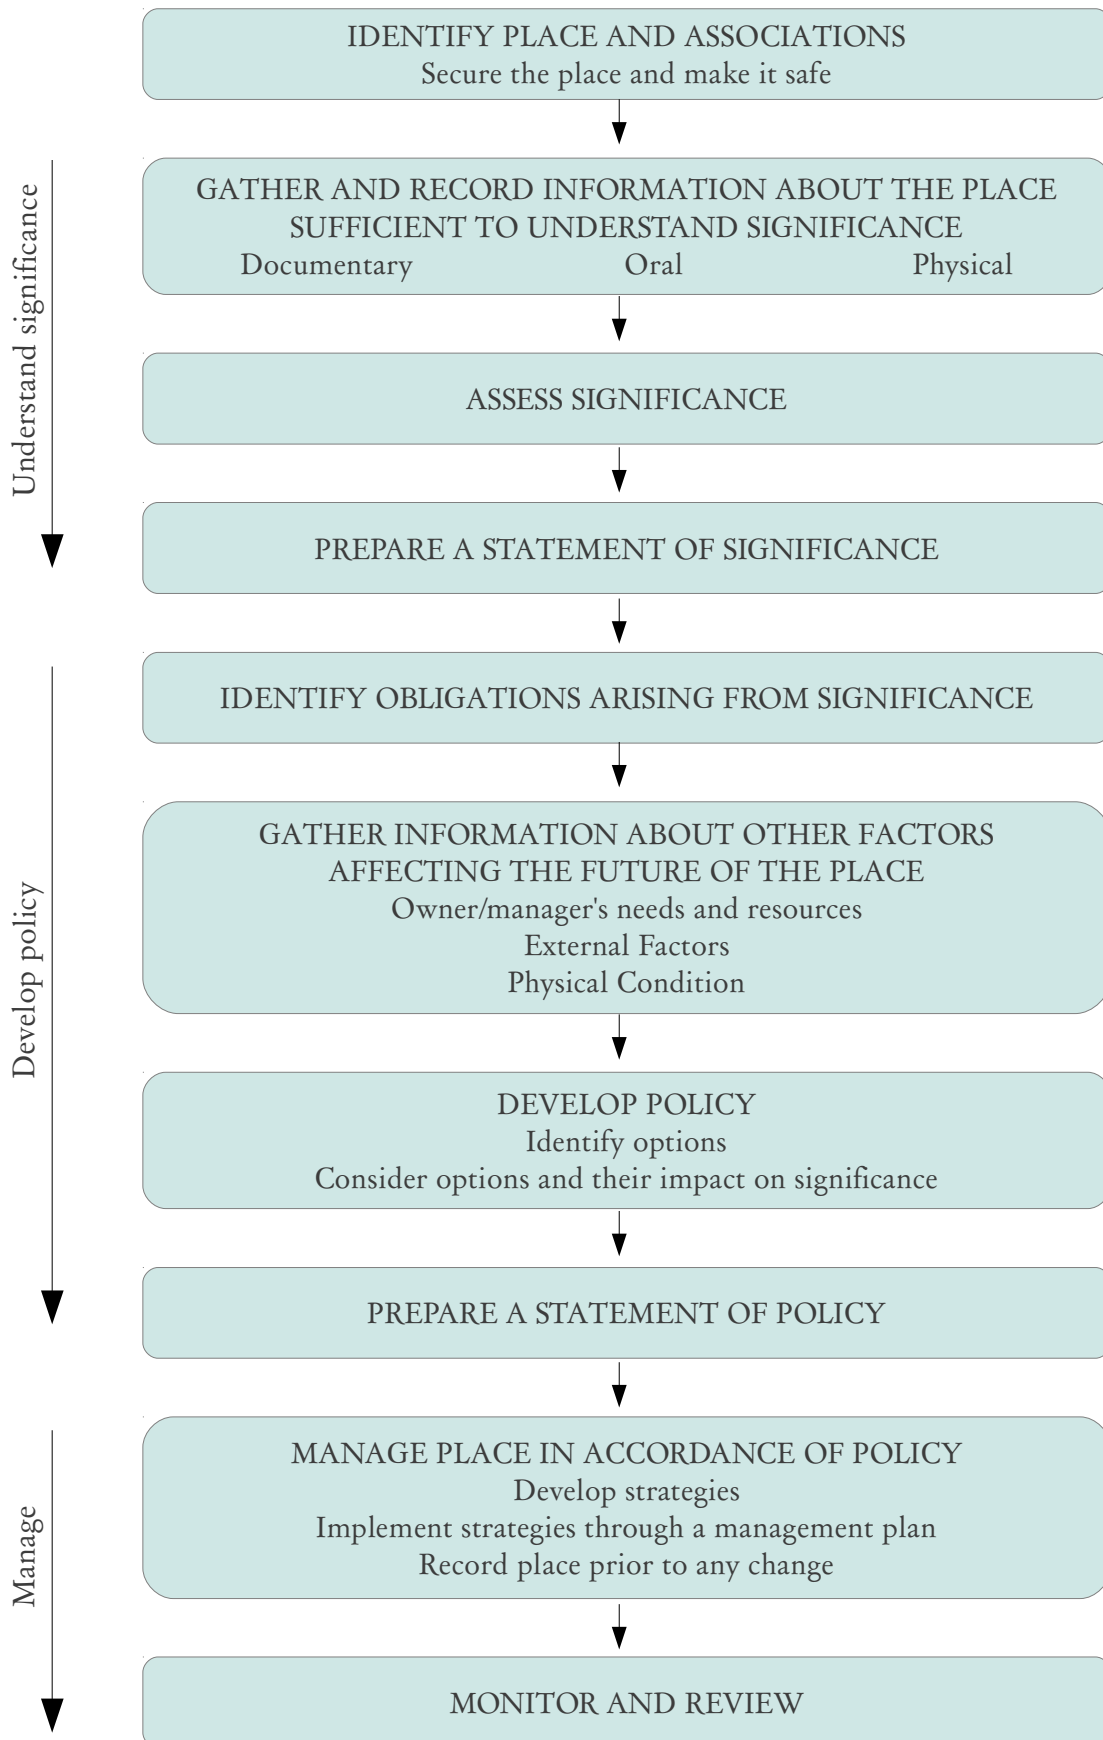 IDENTIFY PLACE AND ASSOCIATIONS
Secure the place and make it safe
Understand significance
GATHER AND RECORD INFORMATION ABOUT THE PLACE
SUFFICIENT TO UNDERSTAND SIGNIFICANCE
Documentary Oral Physical
ASSESS SIGNIFICANCE
PREPARE A STATEMENT OF SIGNIFICANCE
Develop policy
IDENTIFY OBLIGATIONS ARISING FROM SIGNIFICANCE
GATHER INFORMATION ABOUT OTHER FACTORS
AFFECTING THE FUTURE OF THE PLACE
Owner/manager's needs and resources
External Factors
Physical Condition
DEVELOP POLICY
Identify options
Consider options and their impact on significance
PREPARE A STATEMENT OF POLICY
Manage
MANAGE PLACE IN ACCORDANCE OF POLICY
Develop strategies
Implement strategies through a management plan
Record place prior to any change
MONITOR AND REVIEW